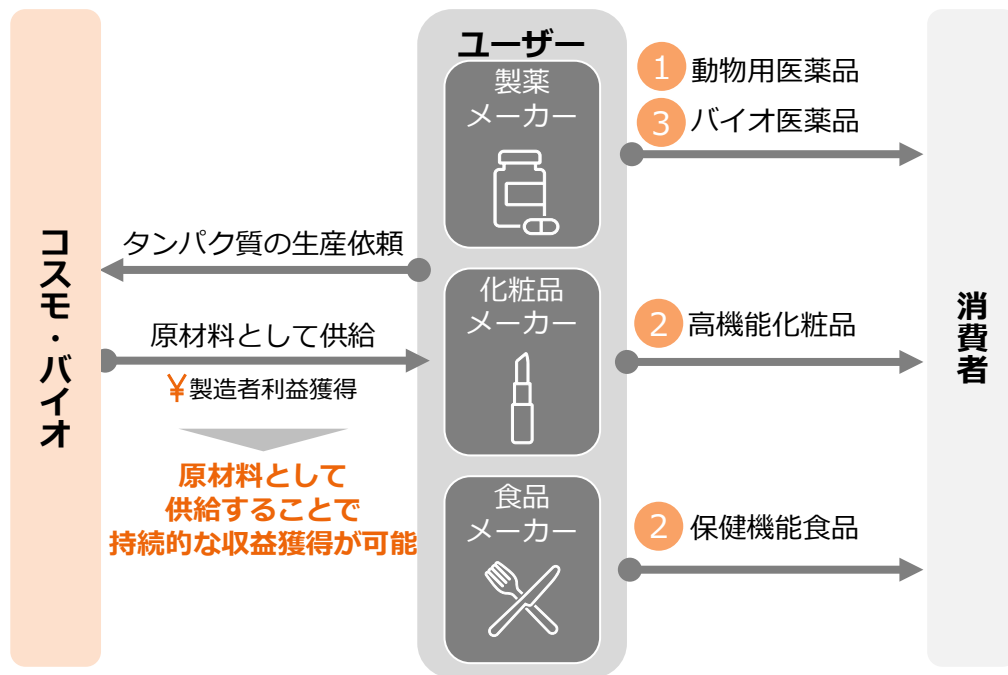 コスモ・バイオ
タンパク質の生産依頼
原材料として供給
¥製造者利益獲得
原材料として
供給することで
持続的な収益獲得が可能
ユーザー
製薬
メーカー
化粧品
メーカー
食品
メーカー
1 動物用医薬品
3 バイオ医薬品
2 高機能化粧品
2 保健機能食品
消費者